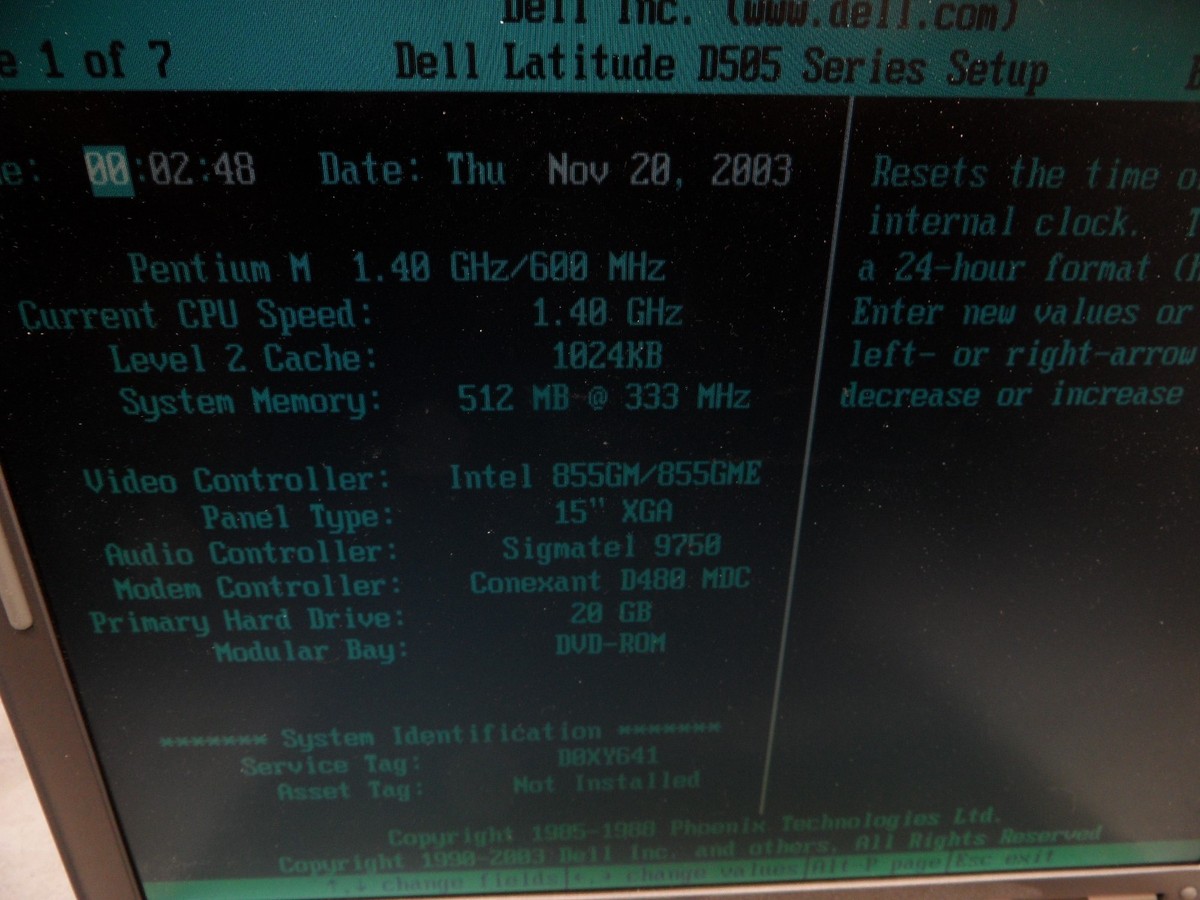 Dell Inc. (www.dell.com)
e 1 of 7 Dell Latitude D505 Series Setup
e: 00:02:48 Date: Thu Nov 20, 2003
Resets the time o
internal clock.
Pentium M 1.40 GHz/600 MHz
a 24-hour format (h
Current CPU Speed: 1.40 GHz
Enter new values or
Level 2 Cache: 1024KB
left- or right-arrow
System Memory: 512 MB @ 333 MHz
decrease or increase
Video Controller: Intel 855GM/855GME
Panel Type: 15" XGA
Audio Controller: Sigmatel 9750
Modem Controller: Conexant D480 MDC
Primary Hard Drive: 20 GB
Modular Bay: DVD-ROM
******* System Identification *******
Service Tag: D0XY641
Asset Tag: Not Installed
Copyright 1985-1988 Phoenix Technologies Ltd.
Copyright 1990-2003 Dell Inc. and others. All Rights Reserved
↑,↓ change fields|←,→ change values|Alt P page|Esc exit